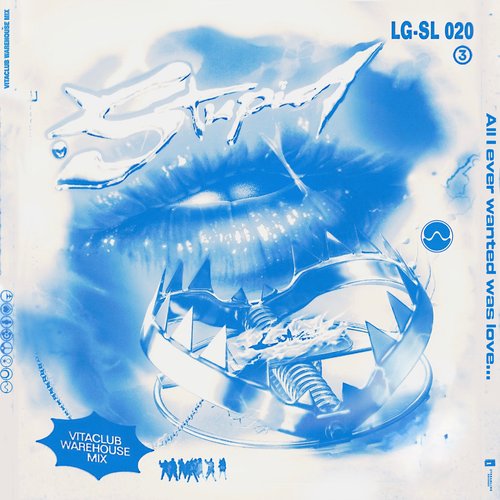 VITACLUB WAREHOUSE MIX
LG-SL 020
3
Stupid
All I ever wanted was love...
VITACLUB
WAREHOUSE
MIX